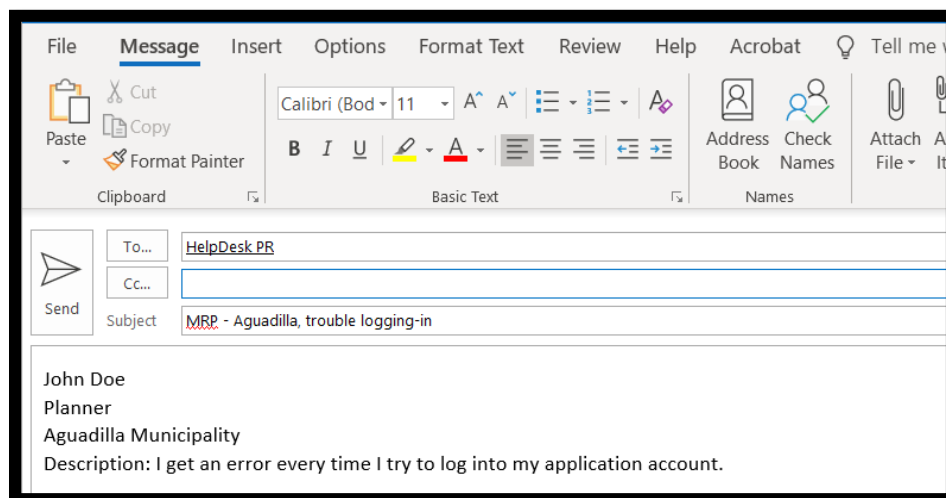 File Message Insert Options Format Text Review Help Acrobat Tell me
Paste
Cut
Copy
Format Painter
Clipboard
Calibri (Bod 11
B I U A
Basic Text
Address Book
Check Names
Names
Attach File
Send
To... HelpDesk PR
Cc...
Subject MRP - Aguadilla, trouble logging-in
John Doe
Planner
Aguadilla Municipality
Description: I get an error every time I try to log into my application account.